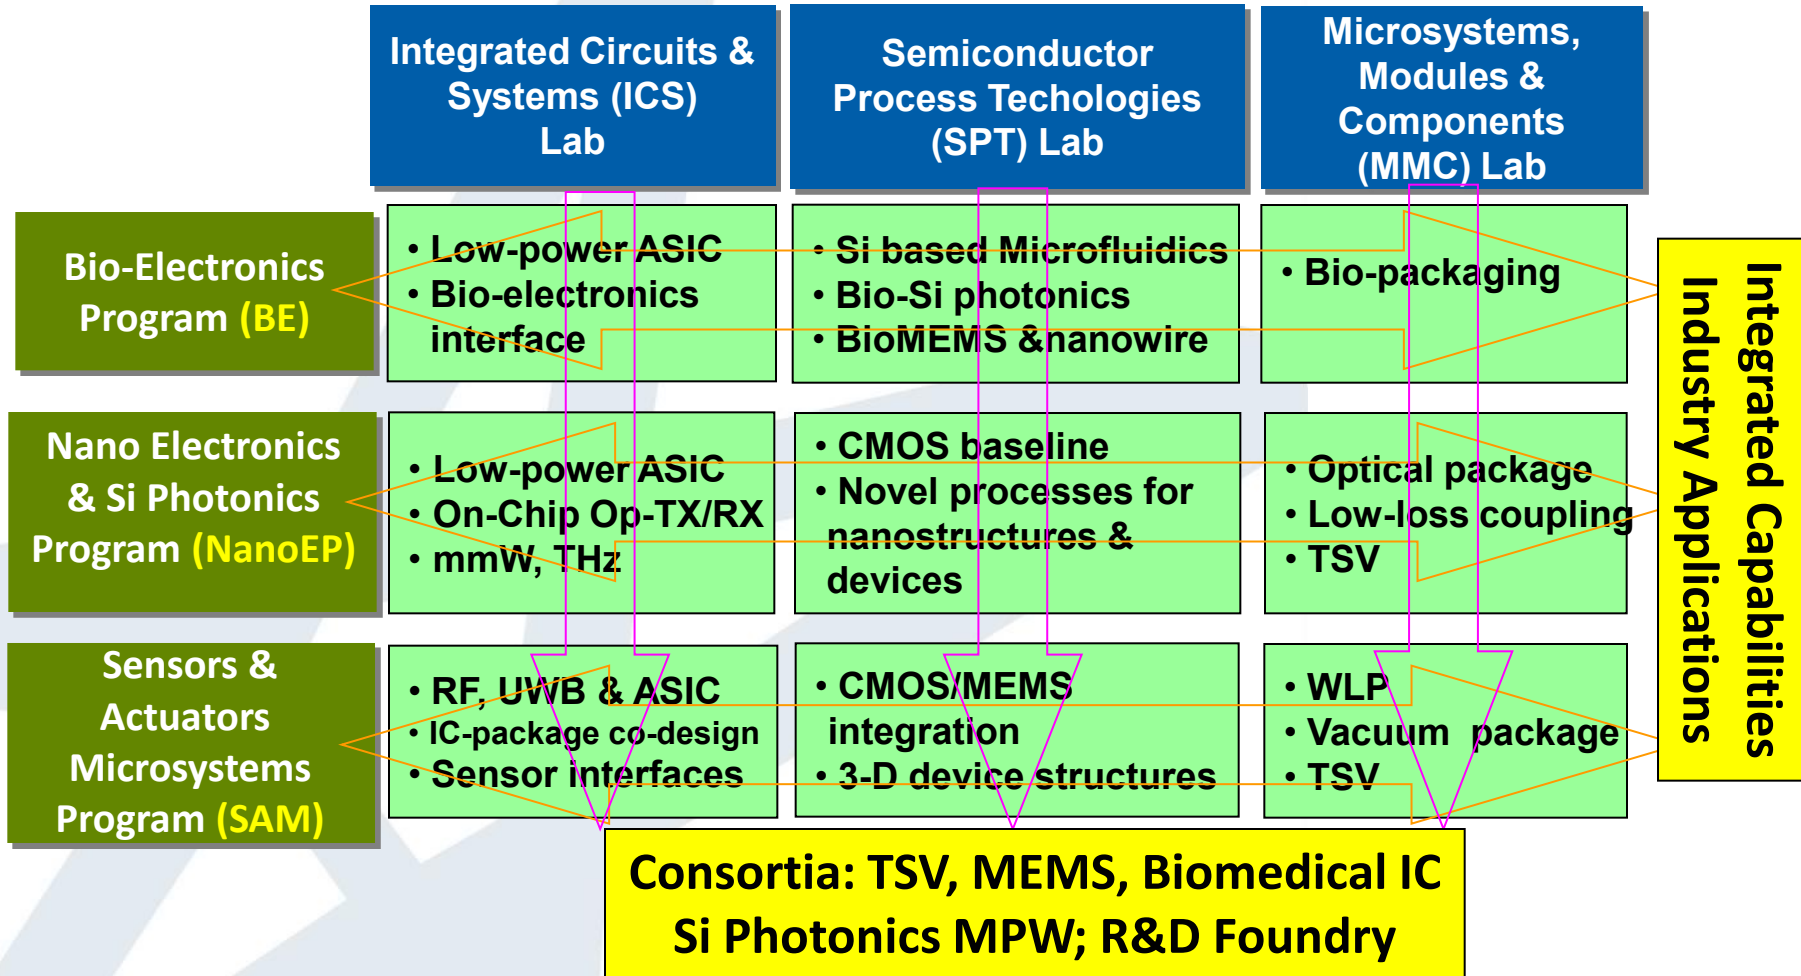 Integrated Circuits &
Systems (ICS)
Lab
Semiconductor
Process Techologies
(SPT) Lab
Microsystems,
Modules &
Components
(MMC) Lab
Bio-Electronics
Program (BE)
• Low-power ASIC
• Bio-electronics
interface
• Si based Microfluidics
• Bio-Si photonics
• BioMEMS &nanowire
• Bio-packaging
Nano Electronics
& Si Photonics
Program (NanoEP)
• Low-power ASIC
• On-Chip Op-TX/RX
• mmW, THz
• CMOS baseline
• Novel processes for
nanostructures &
devices
• Optical package
• Low-loss coupling
• TSV
Sensors &
Actuators
Microsystems
Program (SAM)
• RF, UWB & ASIC
• IC-package co-design
• Sensor interfaces
• CMOS/MEMS
integration
• 3-D device structures
• WLP
• Vacuum package
• TSV
Integrated Capabilities
Industry Applications
Consortia: TSV, MEMS, Biomedical IC
Si Photonics MPW; R&D Foundry